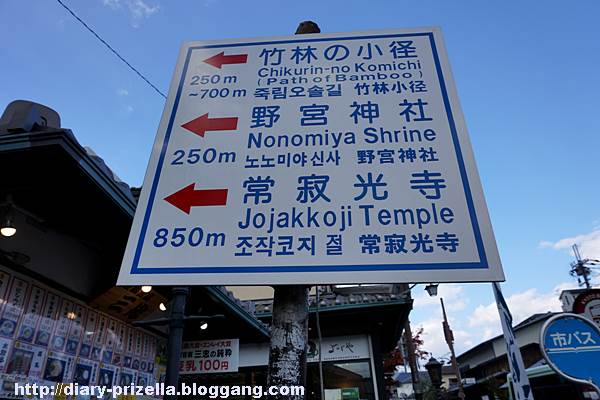 竹林の小径
250m
Chikurin-no Komichi
(Path of Bamboo)
~700m
죽림오솔길 竹林小径
野宮神社
Nonomiya Shrine
250m
노노미야신사 野宮神社
常寂光寺
Jojakkoji Temple
850m
조작코지 절 常寂光寺
豆乳100円
市バス
http://diary-prizella.bloggang.com